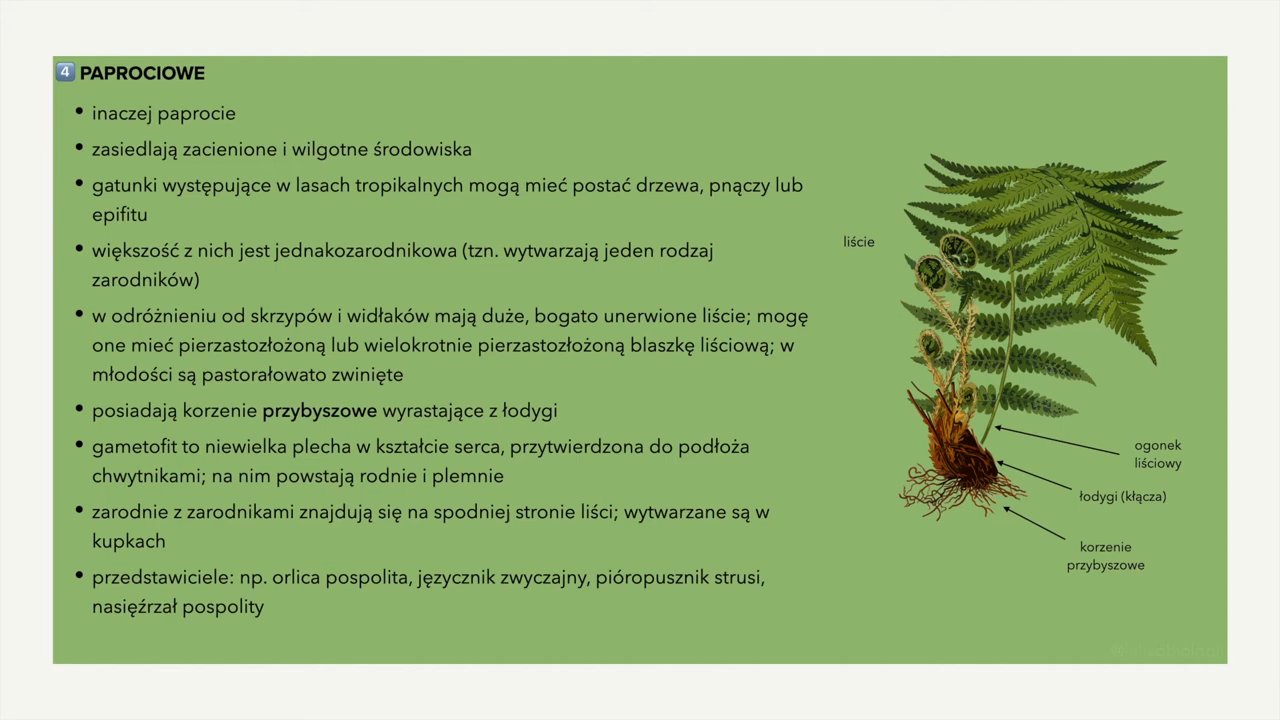 4 PAPROCIOWE
• inaczej paprocie
• zasiedlają zacienione i wilgotne środowiska
• gatunki występujące w lasach tropikalnych mogą mieć postać drzewa, pnączy lub
epifitu
• większość z nich jest jednakozarodnikowa (tzn. wytwarzają jeden rodzaj
zarodników)
• w odróżnieniu od skrzypów i widłaków mają duże, bogato unerwione liście; mogę
one mieć pierzastozłożoną lub wielokrotnie pierzastozłożoną blaszkę liściową; w
młodości są pastorałowato zwinięte
• posiadają korzenie przybyszowe wyrastające z łodygi
• gametofit to niewielka plecha w kształcie serca, przytwierdzona do podłoża
chwytnikami; na nim powstają rodnie i plemnie
• zarodnie z zarodnikami znajdują się na spodniej stronie liści; wytwarzane są w
kupkach
• przedstawiciele: np. orlica pospolita, języcznik zwyczajny, pióropusznik strusi,
nasięźrzał pospolity
liście
ogonek
liściowy
łodygi (kłącza)
korzenie
przybyszowe